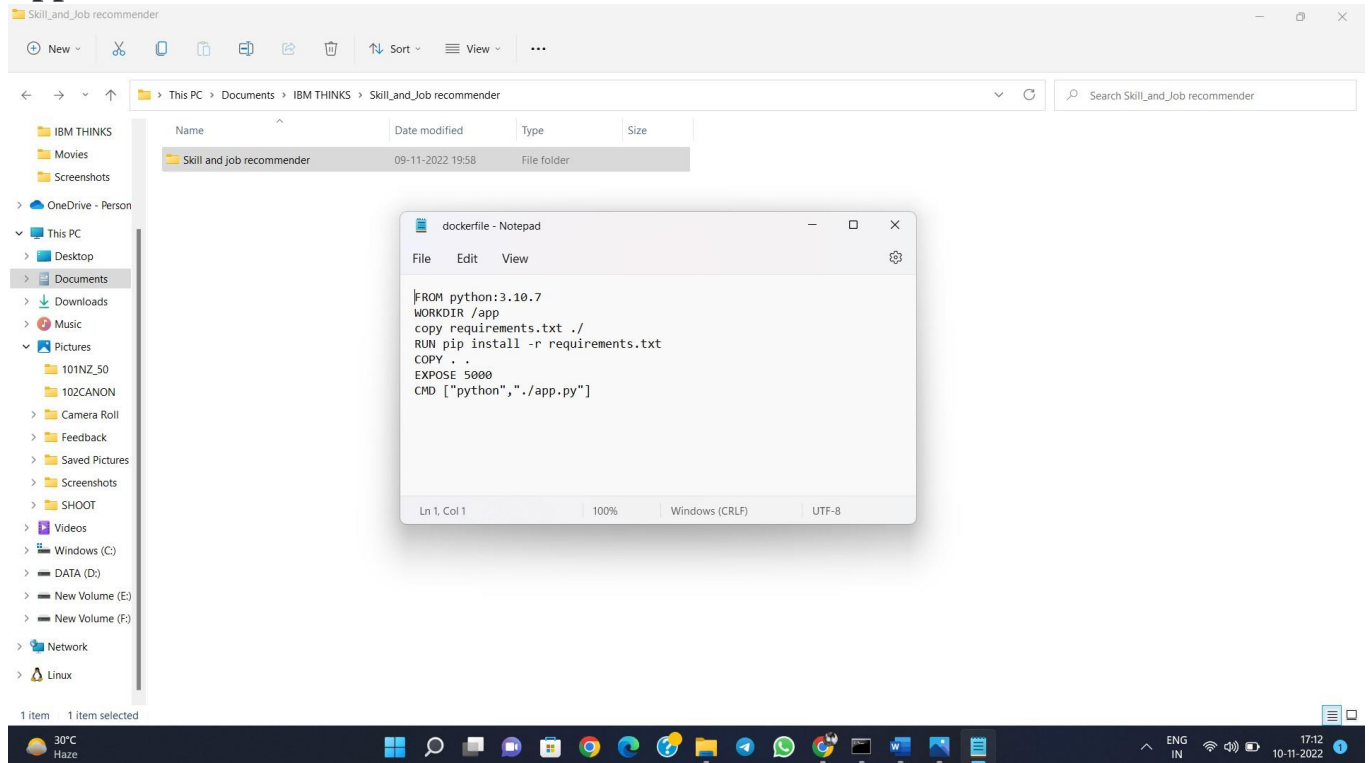 Skill_and_Job recommender
New
Sort
View
This PC > Documents > IBM THINKS > Skill_and_Job recommender
Search Skill_and_Job recommender
Name Date modified Type Size
Skill and job recommender 09-11-2022 19:58 File folder
IBM THINKS
Movies
Screenshots
OneDrive - Person
This PC
Desktop
Documents
Downloads
Music
Pictures
101NZ_50
102CANON
Camera Roll
Feedback
Saved Pictures
Screenshots
SHOOT
Videos
Windows (C:)
DATA (D:)
New Volume (E:)
New Volume (F:)
Network
Linux
dockerfile - Notepad
File Edit View
FROM python:3.10.7
WORKDIR /app
copy requirements.txt ./
RUN pip install -r requirements.txt
COPY . .
EXPOSE 5000
CMD ["python","./app.py"]
Ln 1, Col 1 100% Windows (CRLF) UTF-8
1 item 1 item selected
30°C
Haze
ENG
IN
17:12
10-11-2022
1